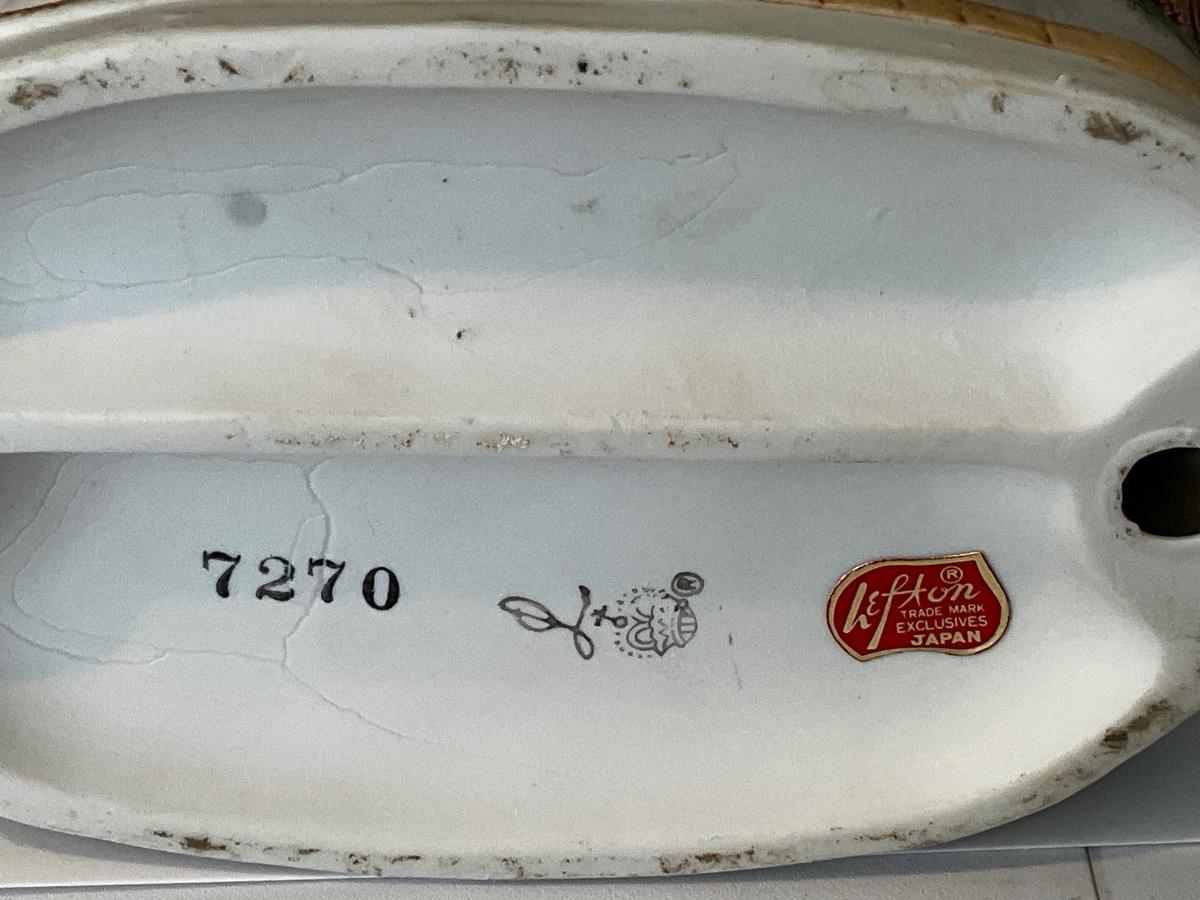 7270
Lefton ®
TRADE MARK
EXCLUSIVES
JAPAN